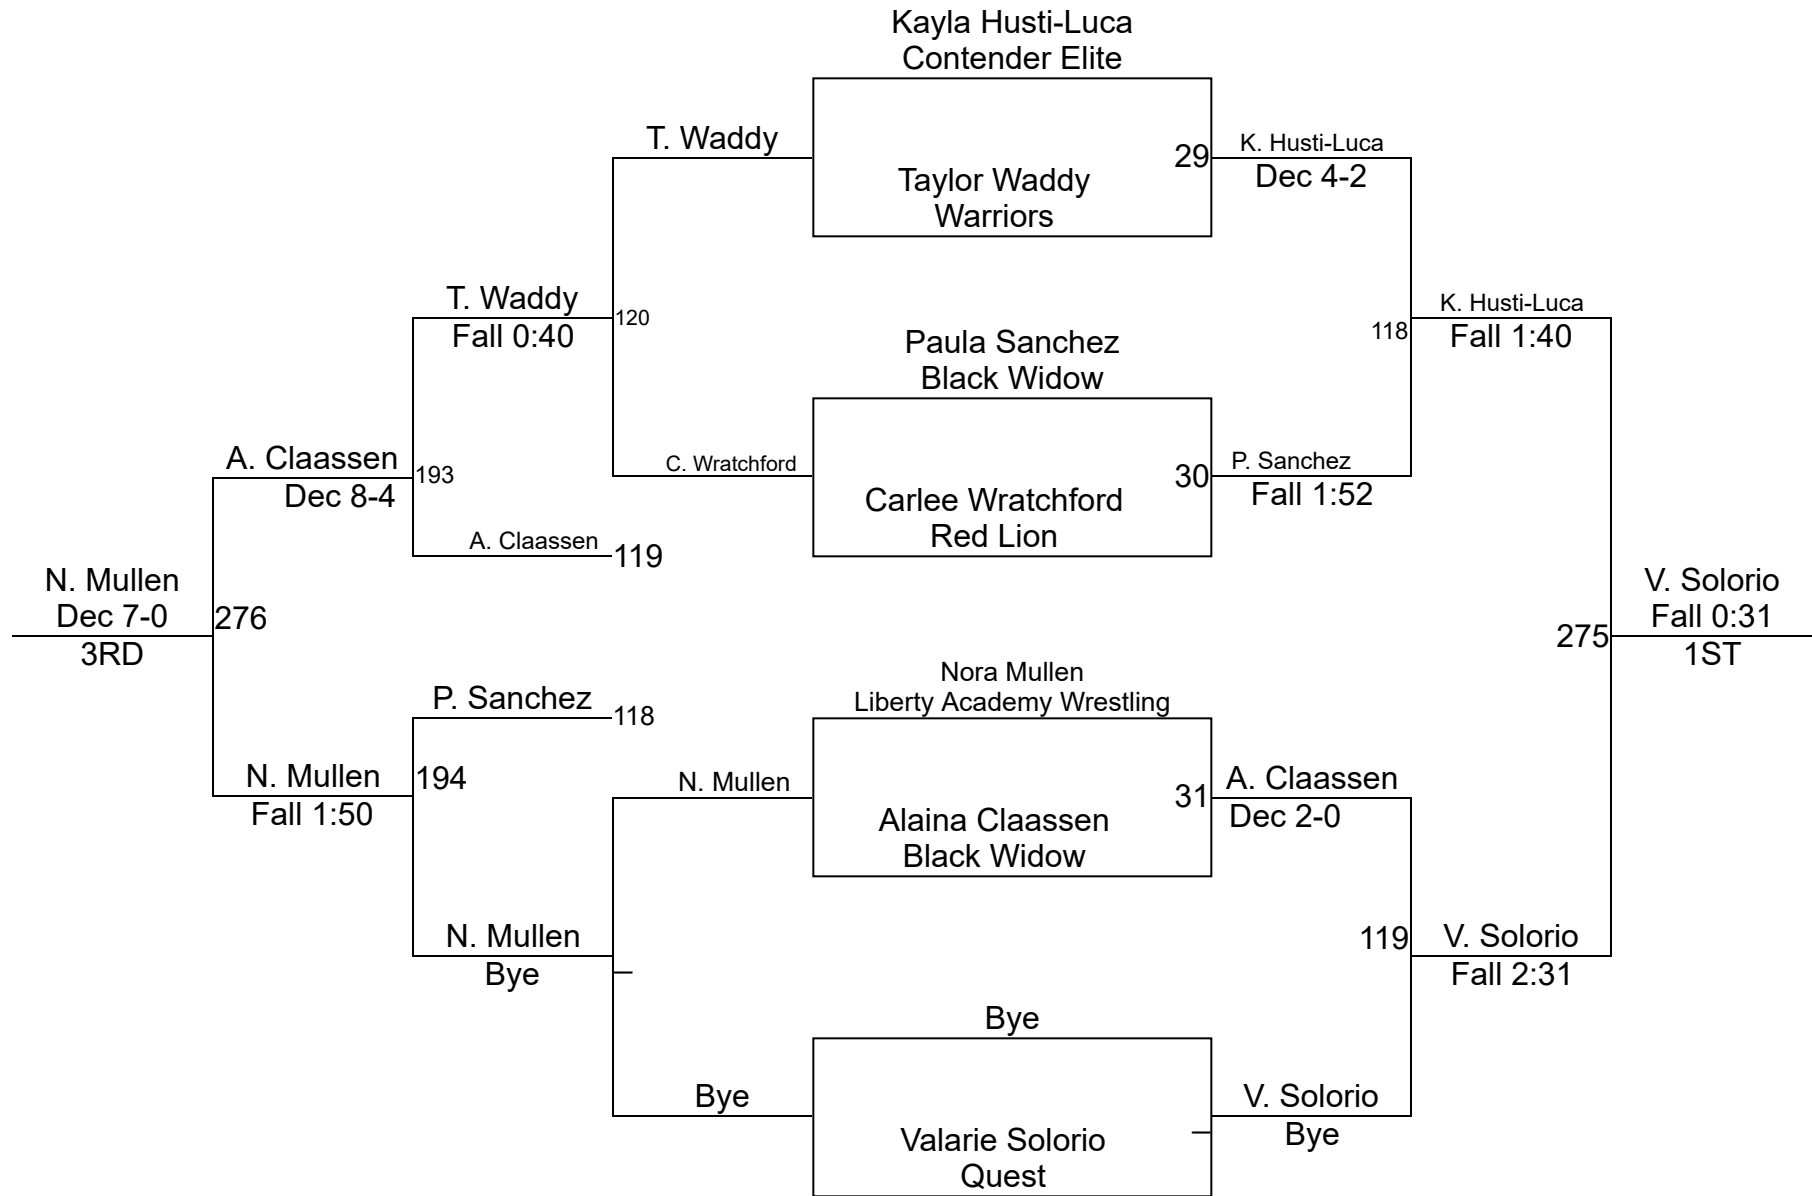 Kayla Husti-Luca
Contender Elite
T. Waddy
29
K. Husti-Luca
Dec 4-2
Taylor Waddy
Warriors
T. Waddy
Fall 0:40
120
Paula Sanchez
Black Widow
118
K. Husti-Luca
Fall 1:40
A. Claassen
Dec 8-4
193
C. Wratchford
30
P. Sanchez
Fall 1:52
Carlee Wratchford
Red Lion
A. Claassen
119
N. Mullen
Dec 7-0
3RD
276
275
V. Solorio
Fall 0:31
1ST
P. Sanchez
118
Nora Mullen
Liberty Academy Wrestling
N. Mullen
Fall 1:50
194
N. Mullen
31
A. Claassen
Dec 2-0
Alaina Claassen
Black Widow
N. Mullen
Bye
119
V. Solorio
Fall 2:31
Bye
Bye
V. Solorio
Bye
Valarie Solorio
Quest